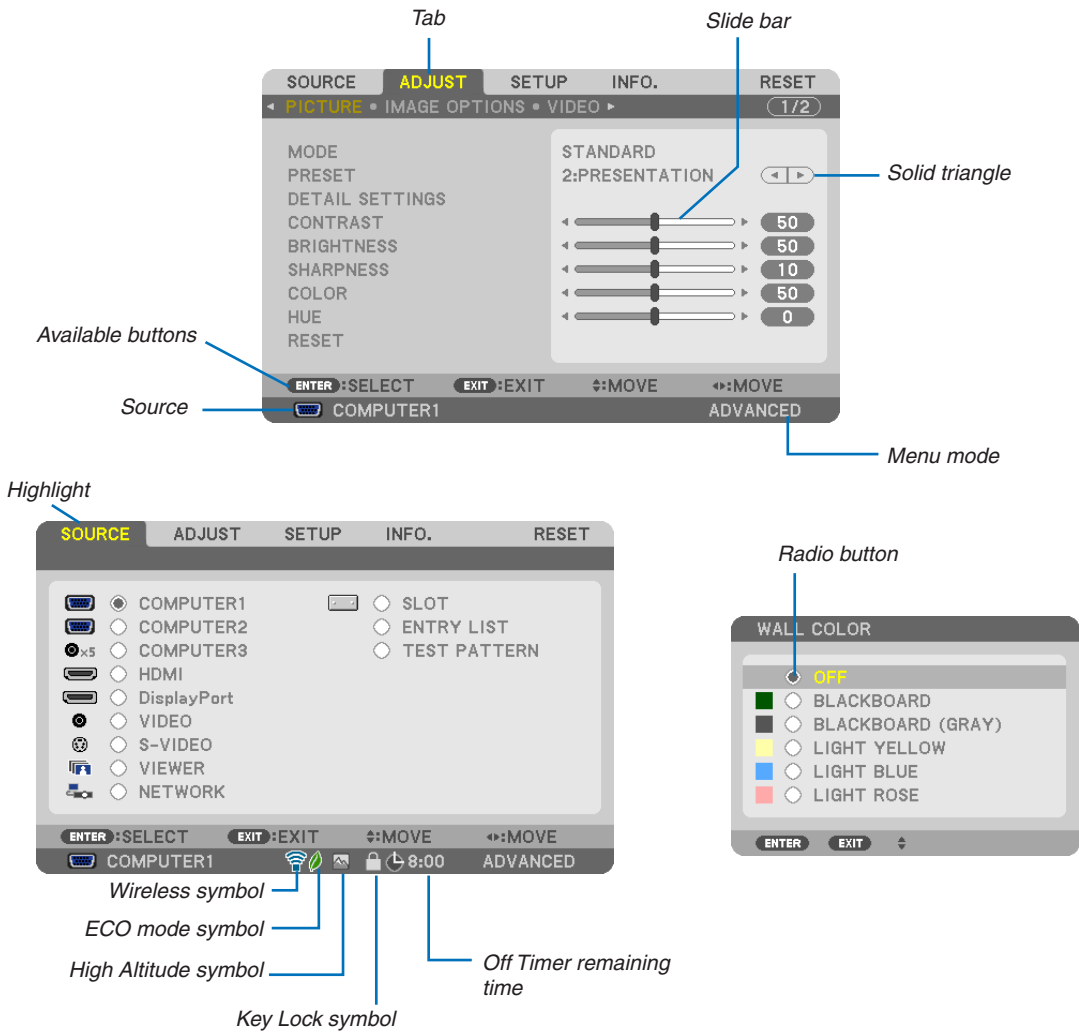 Tab
Slide bar
SOURCE ADJUST SETUP INFO. RESET
PICTURE IMAGE OPTIONS VIDEO 1/2
MODE STANDARD
PRESET 2:PRESENTATION
Solid triangle
DETAIL SETTINGS
CONTRAST 50
BRIGHTNESS 50
SHARPNESS 10
COLOR 50
HUE 0
RESET
Available buttons
ENTER :SELECT EXIT :EXIT :MOVE :MOVE
Source
COMPUTER1 ADVANCED
Menu mode
Highlight
SOURCE ADJUST SETUP INFO. RESET
COMPUTER1 SLOT
COMPUTER2 ENTRY LIST
×5 COMPUTER3 TEST PATTERN
HDMI
DisplayPort
VIDEO
S-VIDEO
VIEWER
NETWORK
ENTER :SELECT EXIT :EXIT :MOVE :MOVE
COMPUTER1 8:00 ADVANCED
Wireless symbol
ECO mode symbol
High Altitude symbol
Key Lock symbol
Off Timer remaining
time
Radio button
WALL COLOR
OFF
BLACKBOARD
BLACKBOARD (GRAY)
LIGHT YELLOW
LIGHT BLUE
LIGHT ROSE
ENTER EXIT